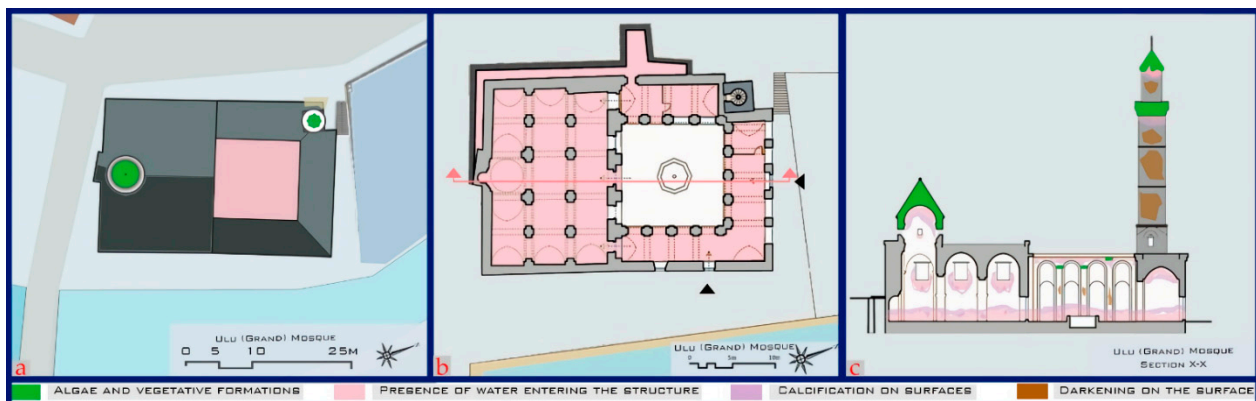 ULU (GRAND) MOSQUE
0 5 10 25M
a
ULU (GRAND) MOSQUE
0 5m 10m
b
ULU (GRAND) MOSQUE
SECTION X-X
c
ALGAE AND VEGETATIVE FORMATIONS
PRESENCE OF WATER ENTERING THE STRUCTURE
CALCIFICATION ON SURFACES
DARKENING ON THE SURFACE